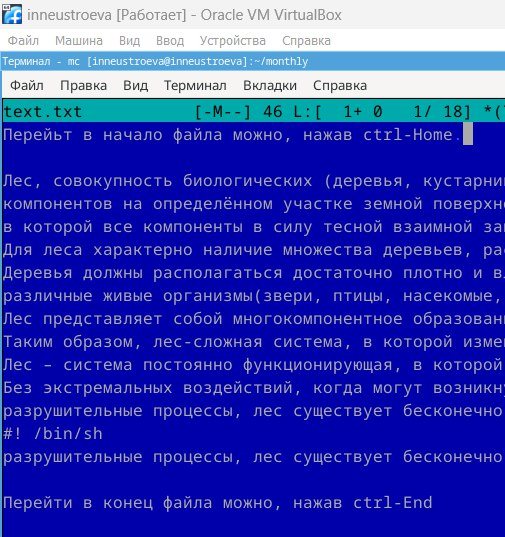 inneustroeva [Работает] - Oracle VM VirtualBox
Файл Машина Вид Ввод Устройства Справка
Терминал - mc [inneustroeva@inneustroeva]:~/monthly
Файл Правка Вид Терминал Вкладки Справка
text.txt [-M--] 46 L:[ 1+ 0 1/ 18] *(
Перейьт в начало файла можно, нажав ctrl-Home.
Лес, совокупность биологических (деревья, кустарни
компонентов на определённом участке земной поверхн
в которой все компоненты в силу тесной взаимной за
Для леса характерно наличие множества деревьев, ра
Деревья должны располагаться достаточно плотно и в
различные живые организмы(звери, птицы, насекомые,
Лес представляет собой многокомпонентное образован
Таким образом, лес-сложная система, в которой изме
Лес – система постоянно функционирующая, в которой
Без экстремальных воздействий, когда могут возникн
разрушительные процессы, лес существует бесконечно
#! /bin/sh
разрушительные процессы, лес существует бесконечно
Перейти в конец файла можно, нажав ctrl-End